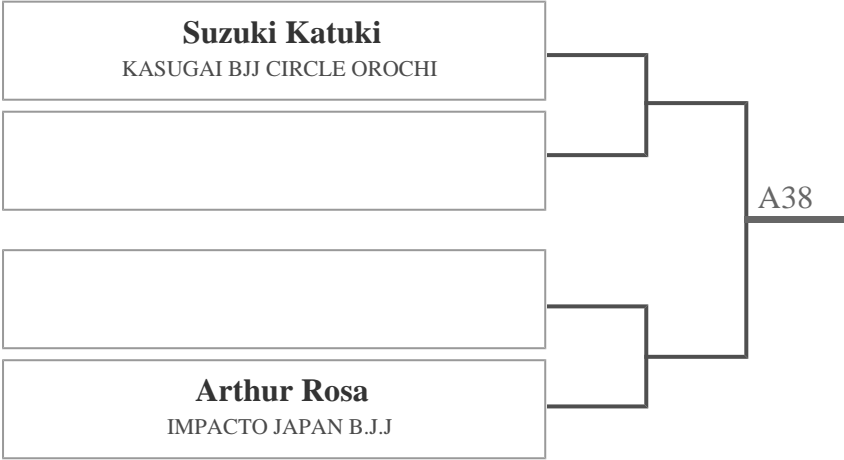 Suzuki Katuki
KASUGAI BJJ CIRCLE OROCHI
A38
Arthur Rosa
IMPACTO JAPAN B.J.J